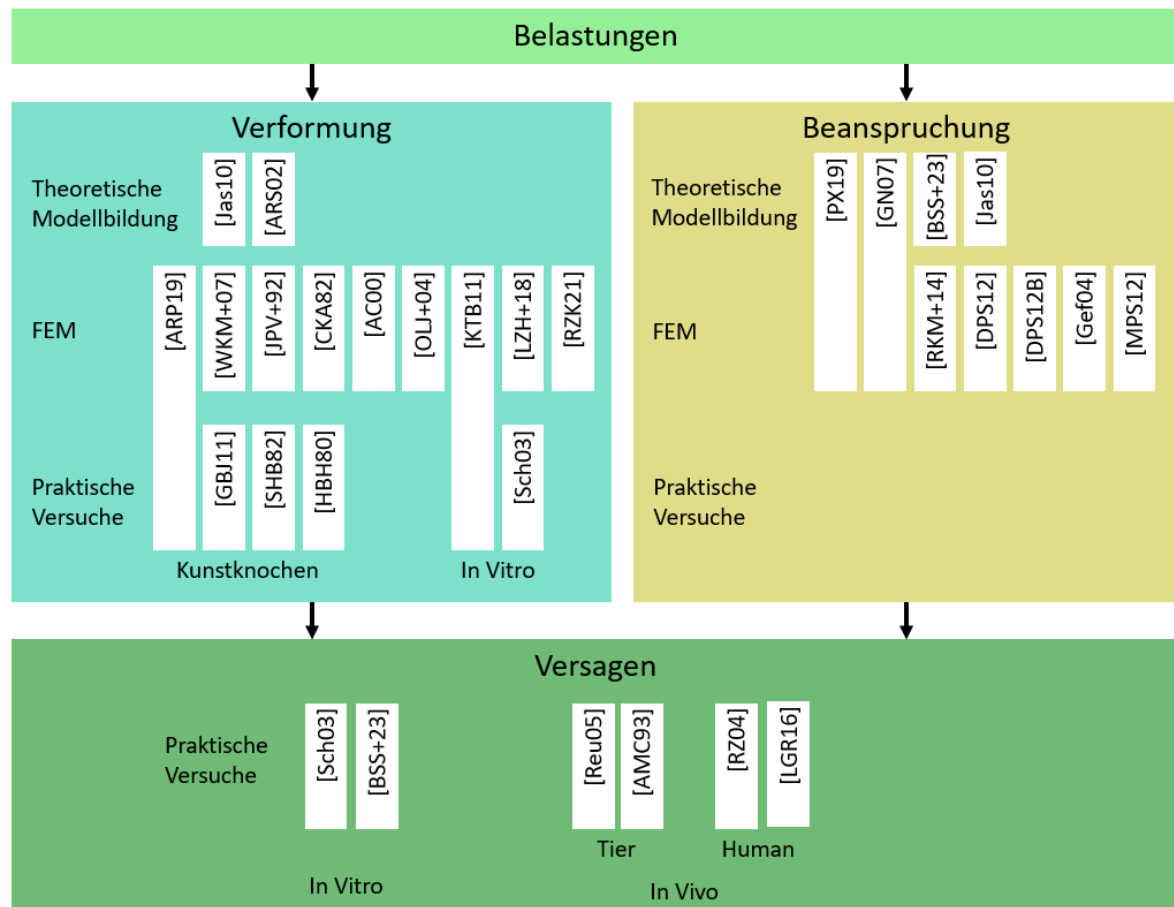 Belastungen
Verformung
Theoretische
Modellbildung
[Jas10]
[ARS02]
FEM
[ARP19]
[WKM+07]
[JPV+92]
[CKA82]
[AC00]
[OLJ+04]
[KTB11]
[LZH+18]
[RZK21]
Praktische
Versuche
[GBJ11]
[SHB82]
[HBH80]
[Sch03]
Kunstknochen
In Vitro
Beanspruchung
Theoretische
Modellbildung
[PX19]
[GN07]
[BSS+23]
[Jas10]
FEM
[RKM+14]
[DPS12]
[DPS12B]
[Gef04]
[MPS12]
Praktische
Versuche
Versagen
Praktische
Versuche
[Sch03]
[BSS+23]
[Reu05]
[AMC93]
[RZ04]
[LGR16]
Tier
Human
In Vitro
In Vivo